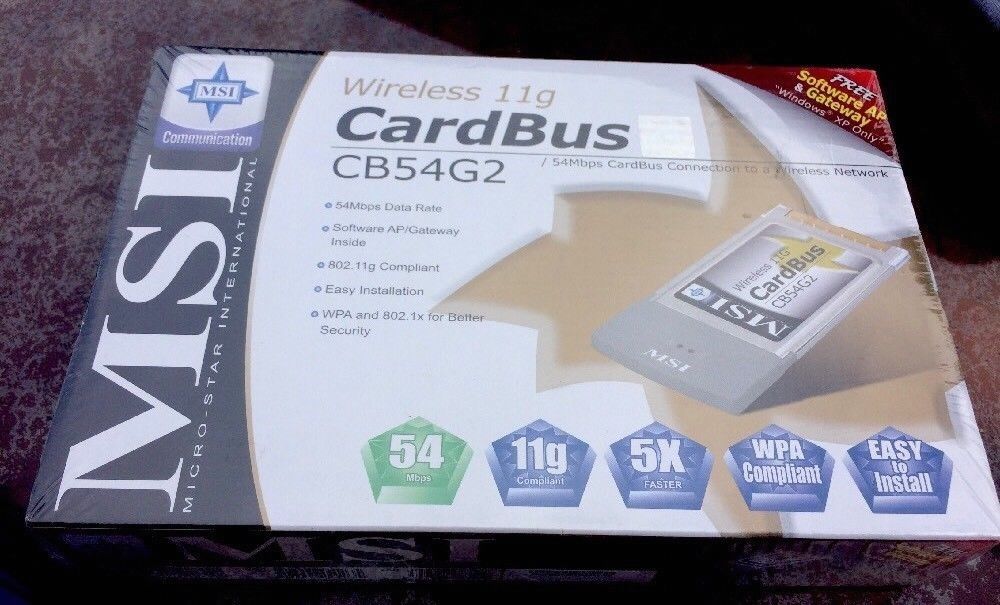 MSI
Communication
MSI
MICRO-STAR INTERNATIONAL
Wireless 11g
CardBus
CB54G2
/ 54Mbps CardBus Connection to a Wireless Network
FREE
Software AP
& Gateway
"Windows® XP Only"
54Mbps Data Rate
Software AP/Gateway
Inside
802.11g Compliant
Easy Installation
WPA and 802.1x for Better
Security
Wireless 11G
CardBus
CB54G2
MSI
MSI
54
Mbps
11g
Compliant
5X
FASTER
WPA
Compliant
EASY
to
Install
MSI